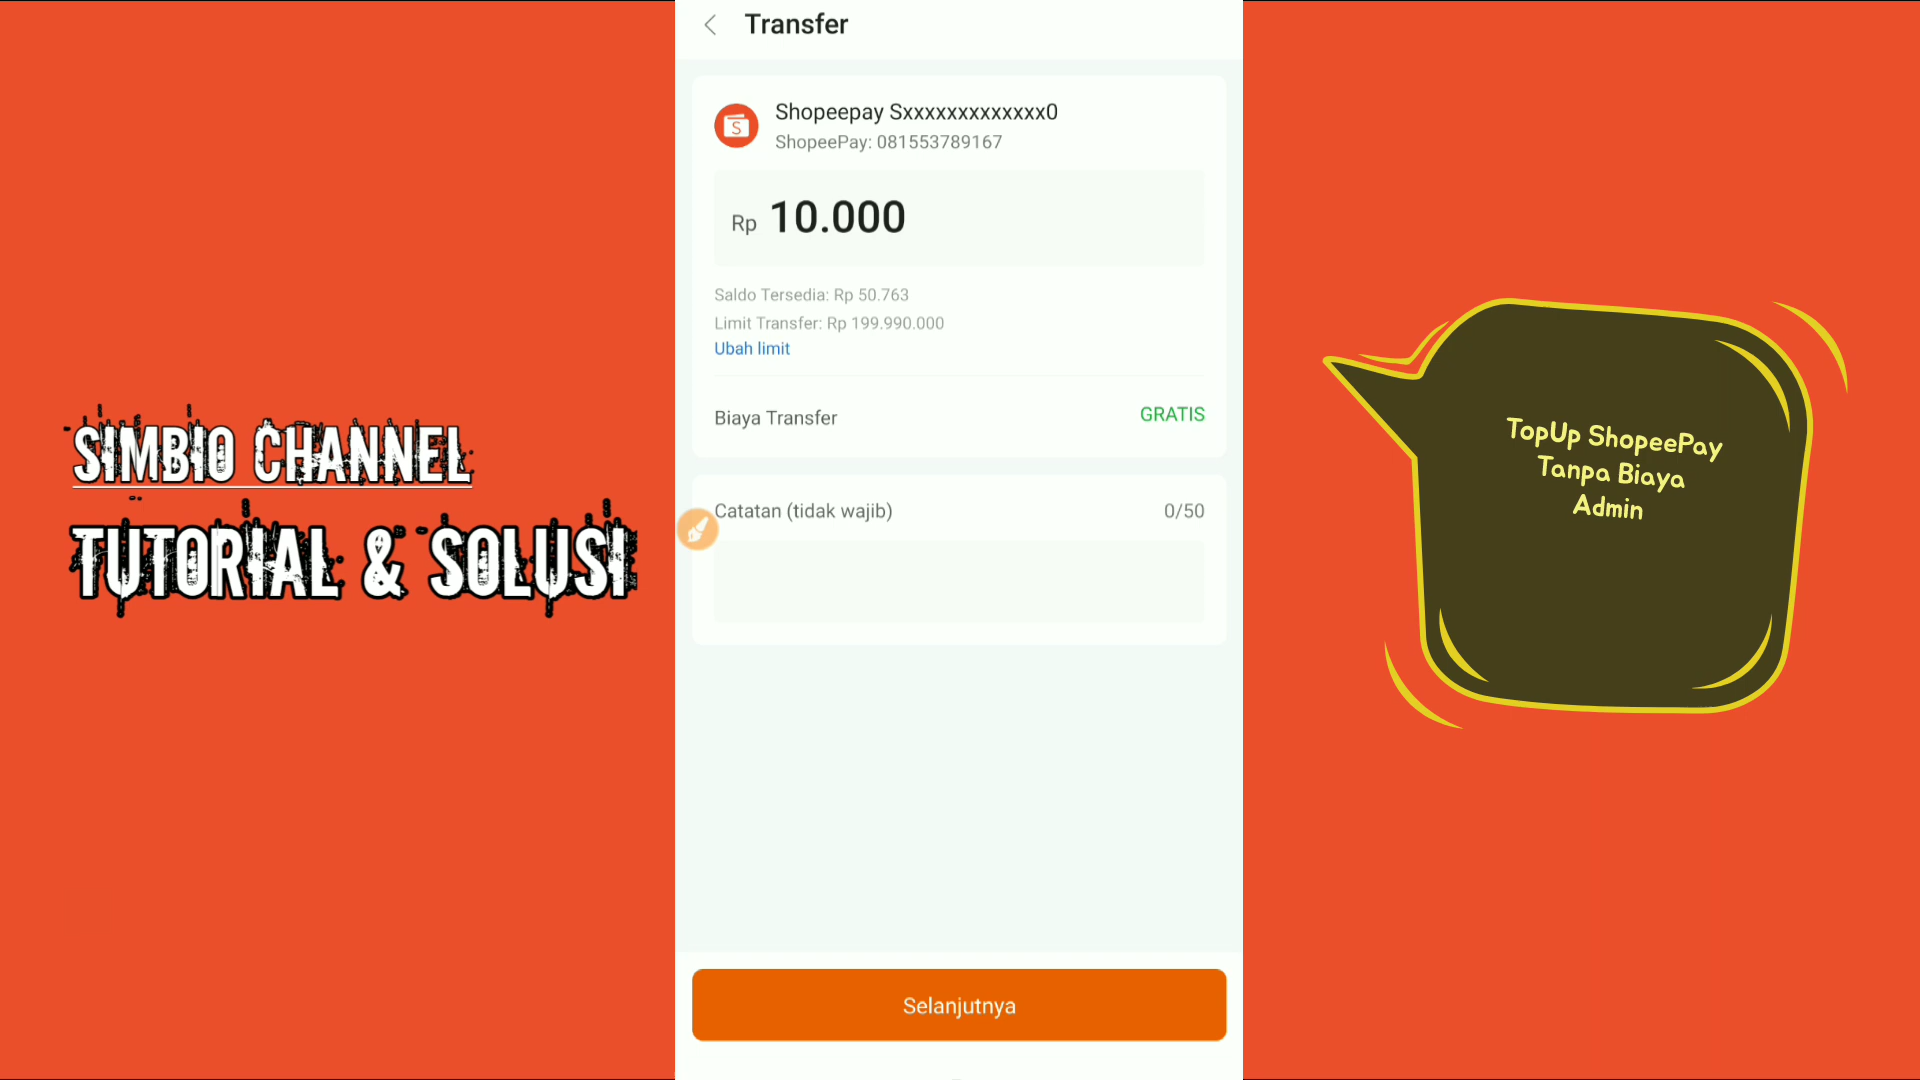 Transfer
Shopeepay Sxxxxxxxxxxxxx0
ShopeePay: 081553789167
S
Rp 10.000
Saldo Tersedia: Rp 50.763
Limit Transfer: Rp 199.990.000
Ubah limit
Biaya Transfer GRATIS
Catatan (tidak wajib) 0/50
Selanjutnya
SIMBIO CHANNEL
TUTORIAL & SOLUSI
TopUp ShopeePay
Tanpa Biaya
Admin